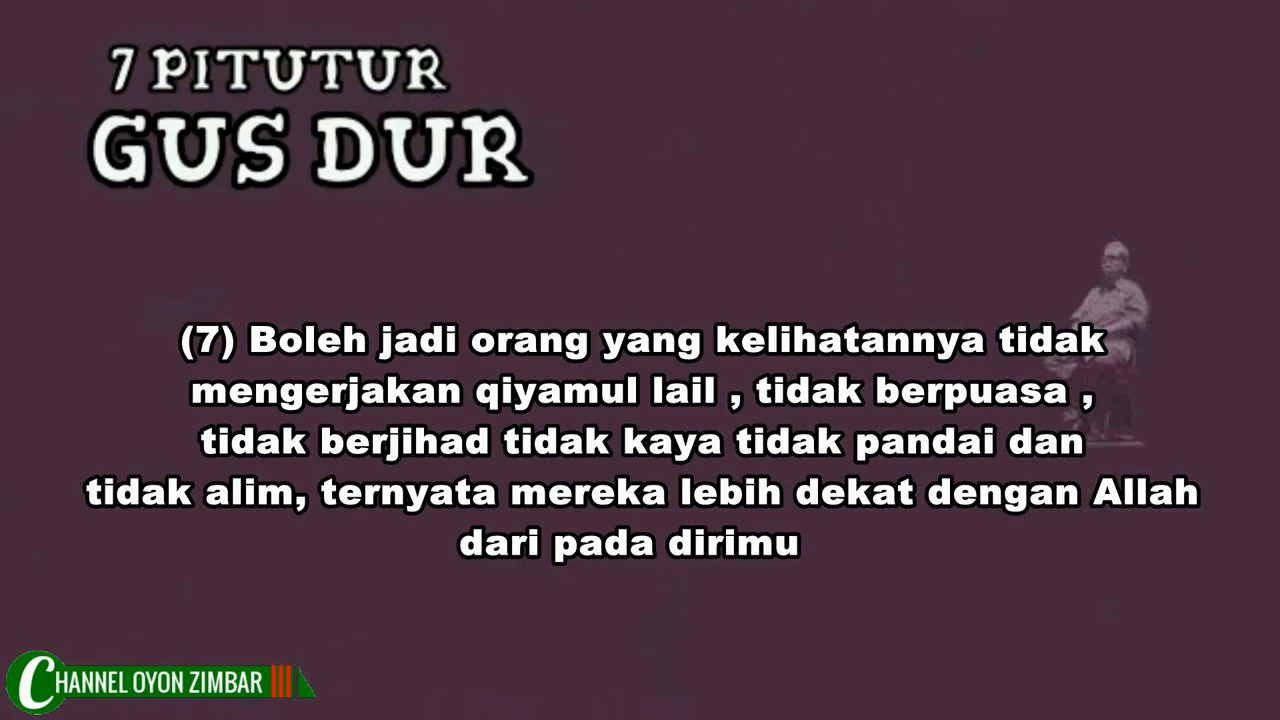 7 PITUTUR
GUS DUR
(7) Boleh jadi orang yang kelihatannya tidak
mengerjakan qiyamul lail , tidak berpuasa ,
tidak berjihad tidak kaya tidak pandai dan
tidak alim, ternyata mereka lebih dekat dengan Allah
dari pada dirimu
CHANNEL OYON ZIMBAR